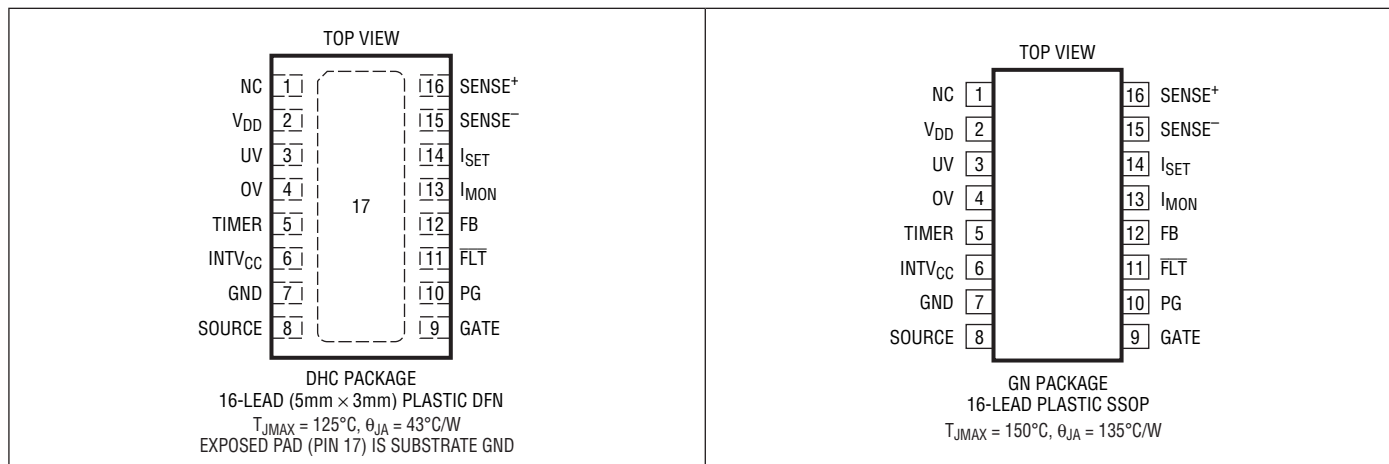 TOP VIEW
NC 1 16 SENSE+
VDD 2 15 SENSE–
UV 3 14 ISET
OV 4 13 IMON
17
TIMER 5 12 FB
INTVCC 6 11 FLT
GND 7 10 PG
SOURCE 8 9 GATE
DHC PACKAGE
16-LEAD (5mm × 3mm) PLASTIC DFN
TJMAX = 125°C, θJA = 43°C/W
EXPOSED PAD (PIN 17) IS SUBSTRATE GND
TOP VIEW
NC 1 16 SENSE+
VDD 2 15 SENSE–
UV 3 14 ISET
OV 4 13 IMON
TIMER 5 12 FB
INTVCC 6 11 FLT
GND 7 10 PG
SOURCE 8 9 GATE
GN PACKAGE
16-LEAD PLASTIC SSOP
TJMAX = 150°C, θJA = 135°C/W